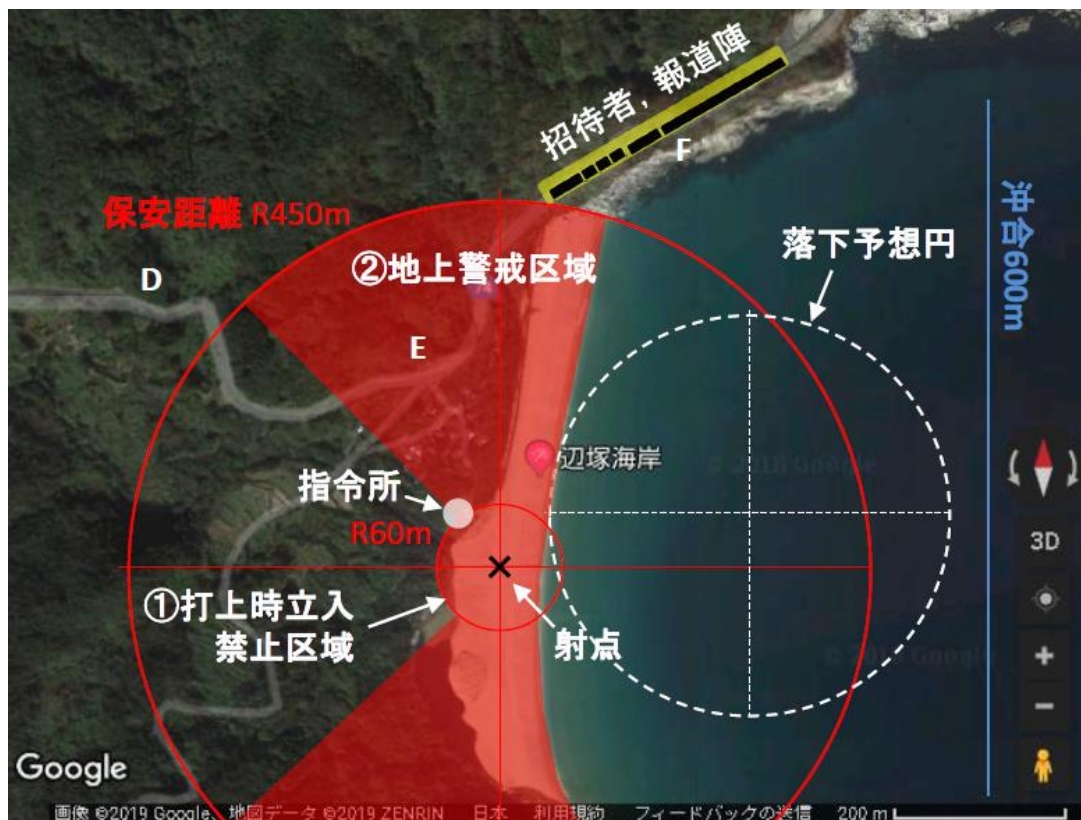 招待者, 報道陣
F
保安距離 R450m
沖合600m
落下予想円
②地上警戒区域
D
E
辺塚海岸
© 2018 Google
指令所
R60m
3D
①打上時立入
禁止区域
射点
Google
画像 ©2019 Google、地図データ ©2019 ZENRIN 日本 利用規約 フィードバックの送信 200 m